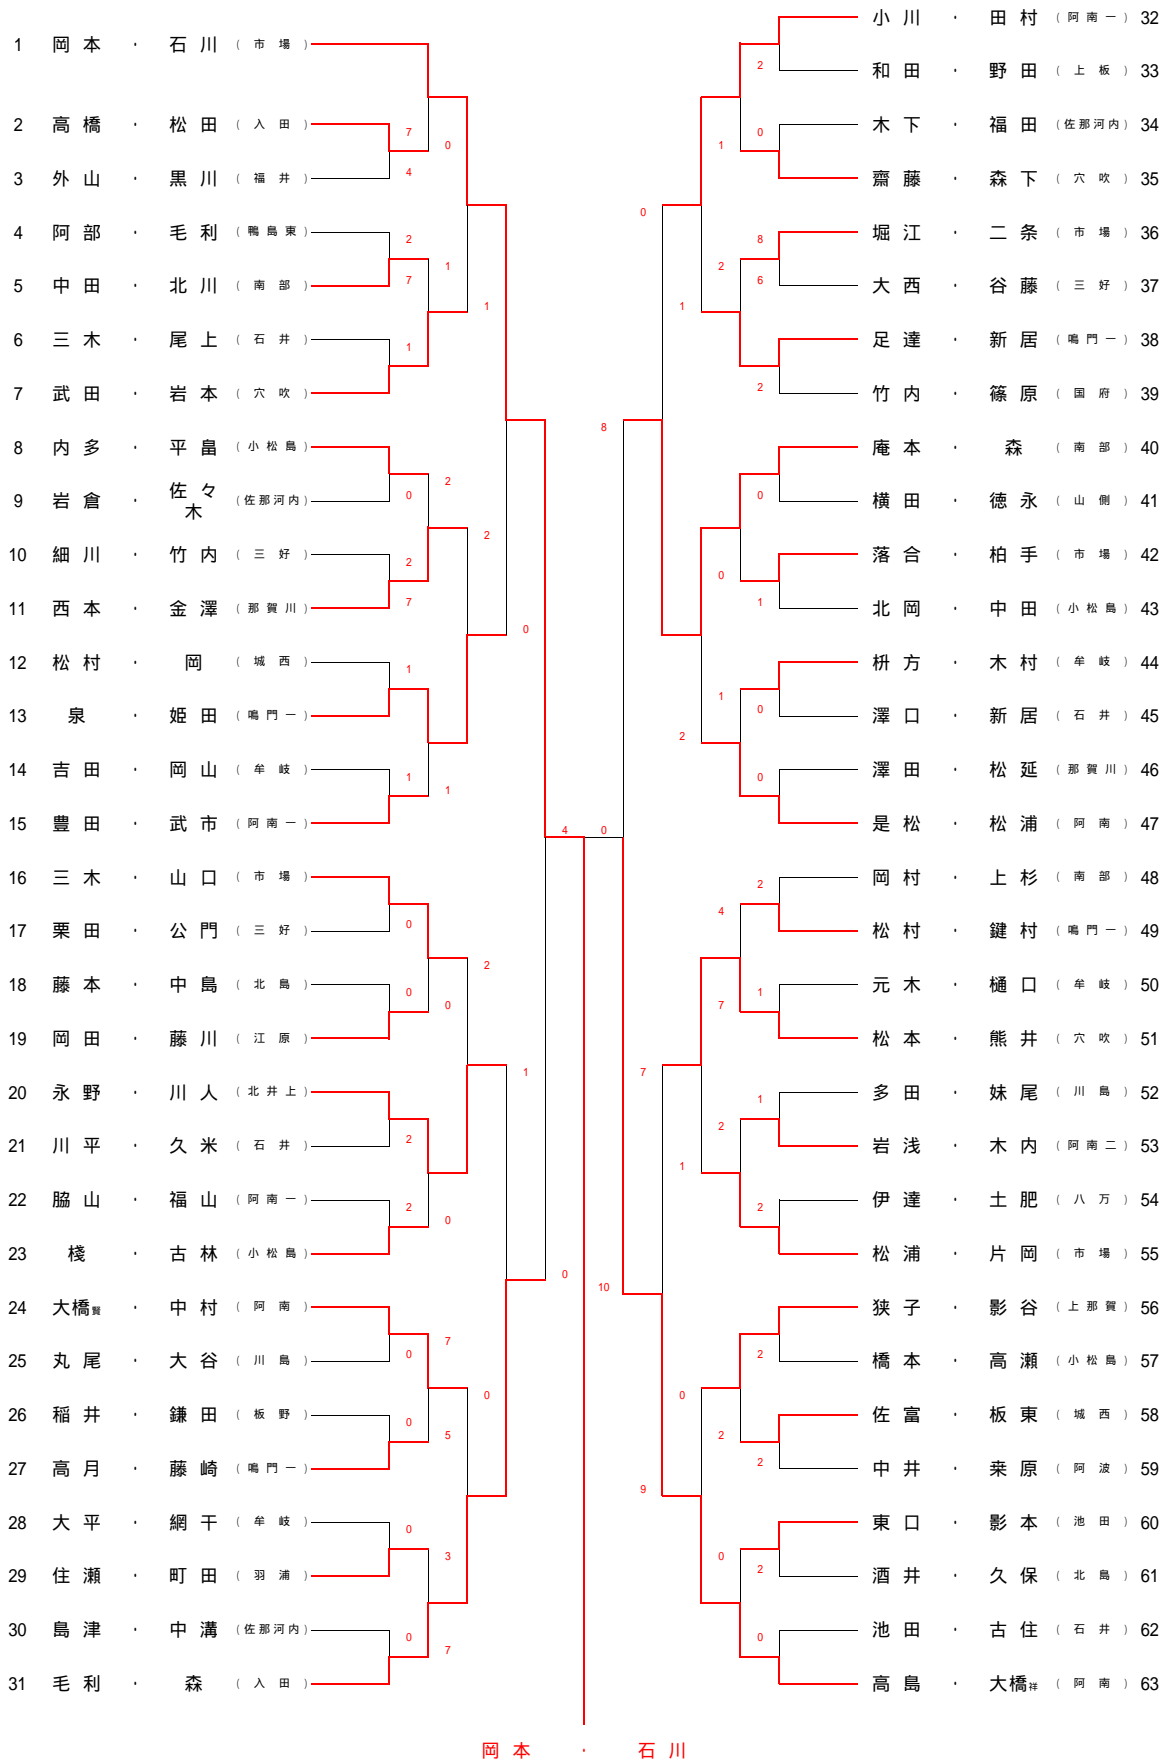 1 岡本 ・ 石川 （市場）
2 高橋 ・ 松田 （入田）
3 外山 ・ 黒川 （福井）
4 阿部 ・ 毛利 （鴨島東）
5 中田 ・ 北川 （南部）
6 三木 ・ 尾上 （石井）
7 武田 ・ 岩本 （穴吹）
8 内多 ・ 平畠 （小松島）
9 岩倉 ・ 佐々木 （佐那河内）
10 細川 ・ 竹内 （三好）
11 西本 ・ 金澤 （那賀川）
12 松村 ・ 岡 （城西）
13 泉 ・ 姫田 （鳴門一）
14 吉田 ・ 岡山 （牟岐）
15 豊田 ・ 武市 （阿南一）
16 三木 ・ 山口 （市場）
17 栗田 ・ 公門 （三好）
18 藤本 ・ 中島 （北島）
19 岡田 ・ 藤川 （江原）
20 永野 ・ 川人 （北井上）
21 川平 ・ 久米 （石井）
22 脇山 ・ 福山 （阿南一）
23 棧 ・ 古林 （小松島）
24 大橋賢 ・ 中村 （阿南）
25 丸尾 ・ 大谷 （川島）
26 稲井 ・ 鎌田 （板野）
27 高月 ・ 藤崎 （鳴門一）
28 大平 ・ 網干 （牟岐）
29 住瀬 ・ 町田 （羽浦）
30 島津 ・ 中溝 （佐那河内）
31 毛利 ・ 森 （入田）
7
4
0
2
7
1
1
1
0
2
2
7
2
1
1
1
0
0
0
0
2
2
2
0
1
7
0
0
5
0
0
3
0
7
0
4
0
8
10
0
1
2
0
1
2
8
6
2
0
0
1
2
1
0
0
7
4
2
7
1
1
2
1
2
9
0
2
2
2
0
2
0
小川 ・ 田村 （阿南一） 32
和田 ・ 野田 （上板） 33
木下 ・ 福田 （佐那河内） 34
齋藤 ・ 森下 （穴吹） 35
堀江 ・ 二条 （市場） 36
大西 ・ 谷藤 （三好） 37
足達 ・ 新居 （鳴門一） 38
竹内 ・ 篠原 （国府） 39
庵本 ・ 森 （南部） 40
横田 ・ 徳永 （山側） 41
落合 ・ 柏手 （市場） 42
北岡 ・ 中田 （小松島） 43
枡方 ・ 木村 （牟岐） 44
澤口 ・ 新居 （石井） 45
澤田 ・ 松延 （那賀川） 46
是松 ・ 松浦 （阿南） 47
岡村 ・ 上杉 （南部） 48
松村 ・ 鍵村 （鳴門一） 49
元木 ・ 樋口 （牟岐） 50
松本 ・ 熊井 （穴吹） 51
多田 ・ 妹尾 （川島） 52
岩浅 ・ 木内 （阿南二） 53
伊達 ・ 土肥 （八万） 54
松浦 ・ 片岡 （市場） 55
狭子 ・ 影谷 （上那賀） 56
橋本 ・ 高瀬 （小松島） 57
佐富 ・ 板東 （城西） 58
中井 ・ 桒原 （阿波） 59
東口 ・ 影本 （池田） 60
酒井 ・ 久保 （北島） 61
池田 ・ 古住 （石井） 62
高島 ・ 大橋祥 （阿南） 63
岡本 ・ 石川